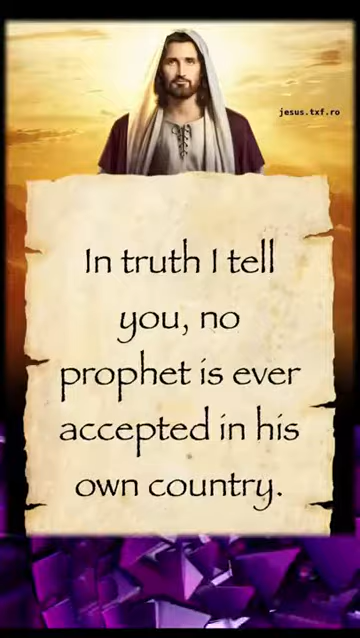 jesus.txf.ro
In truth I tell
you, no
prophet is ever
accepted in his
own country.